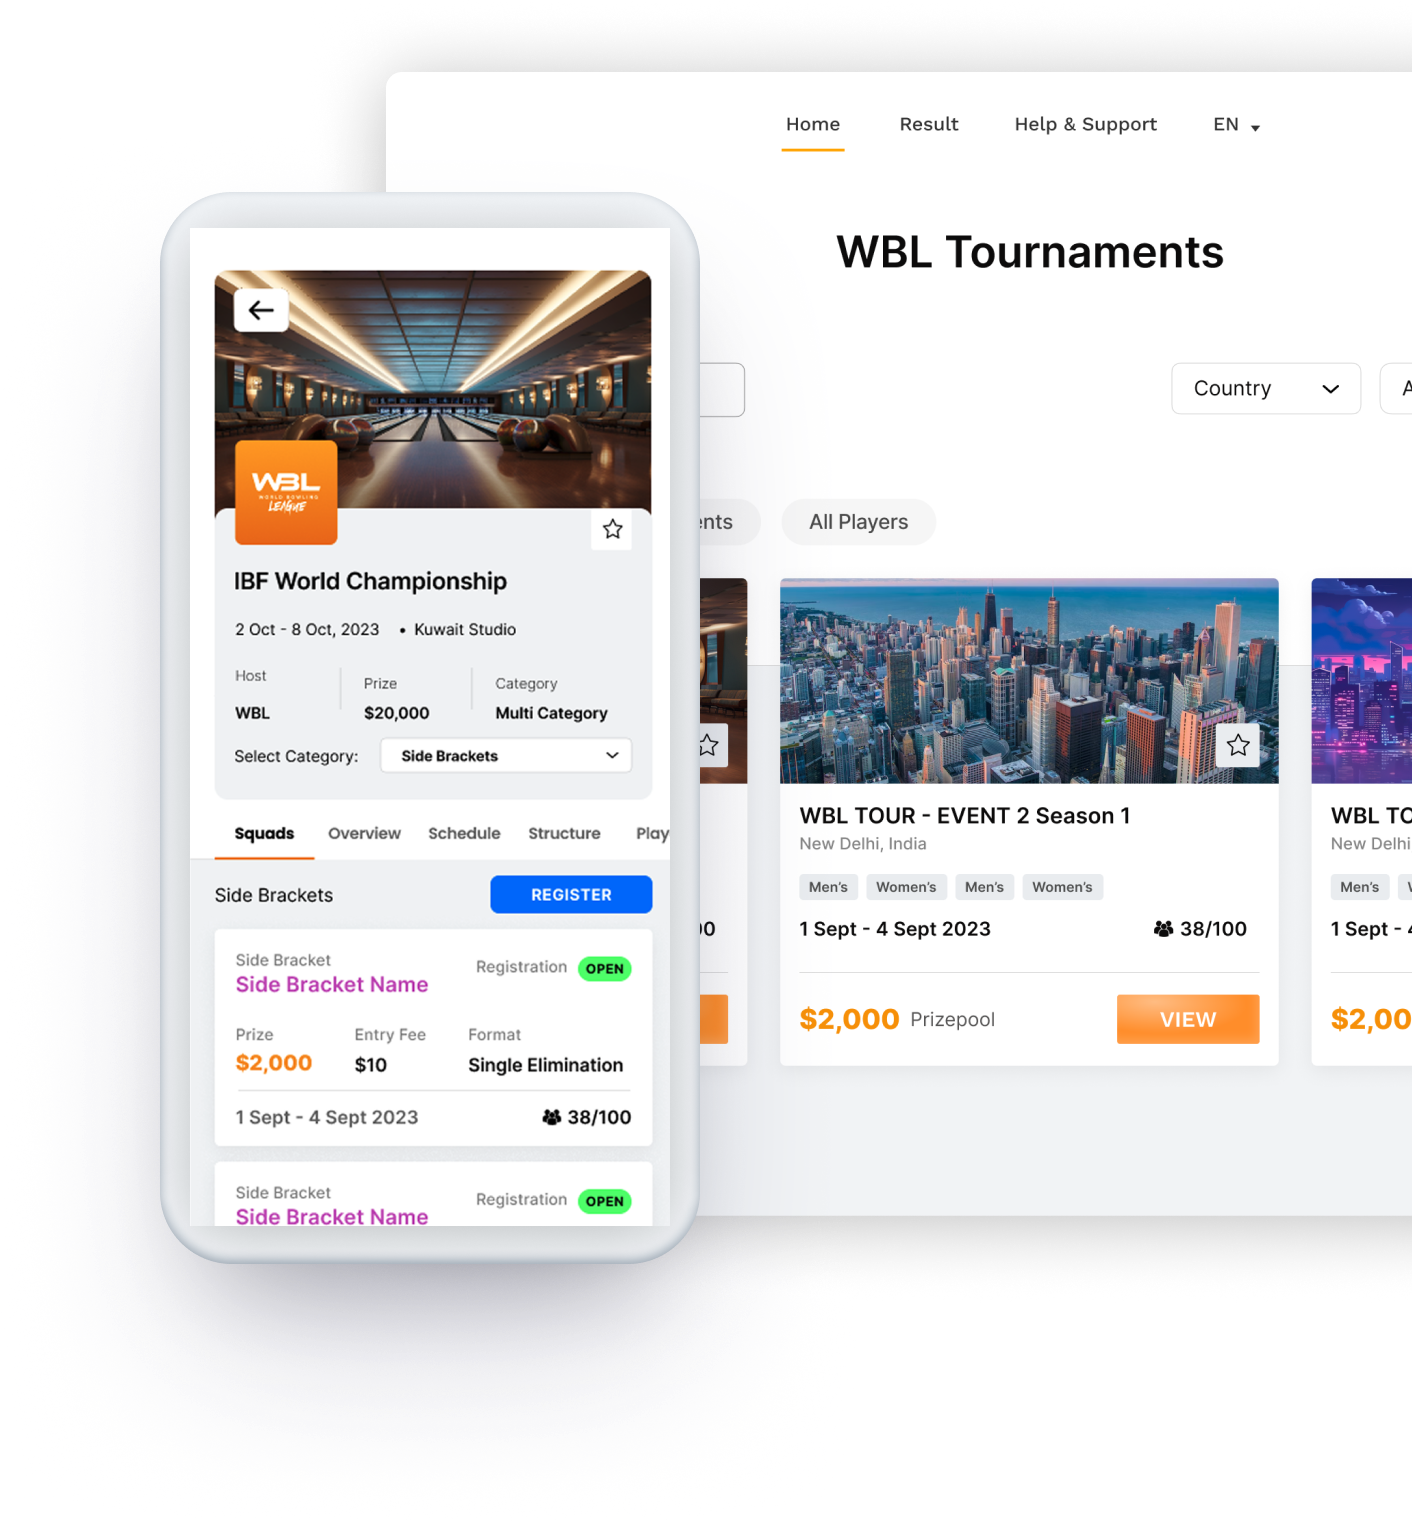 Home Result Help & Support EN
WBL Tournaments
Country
All Players
WBL TOUR - EVENT 2 Season 1
New Delhi, India
Men's Women's Men's Women's
1 Sept - 4 Sept 2023 38/100
$2,000 Prizepool VIEW
WBL
New Delhi
Men's
1 Sept -
WBL
WORLD BOWLING
LEAGUE
IBF World Championship
2 Oct - 8 Oct, 2023 • Kuwait Studio
Host Prize Category
WBL $20,000 Multi Category
Select Category: Side Brackets
Squads Overview Schedule Structure Play
Side Brackets REGISTER
Side Bracket Registration OPEN
Side Bracket Name
Prize Entry Fee Format
$2,000 $10 Single Elimination
1 Sept - 4 Sept 2023 38/100
Side Bracket Registration OPEN
Side Bracket Name